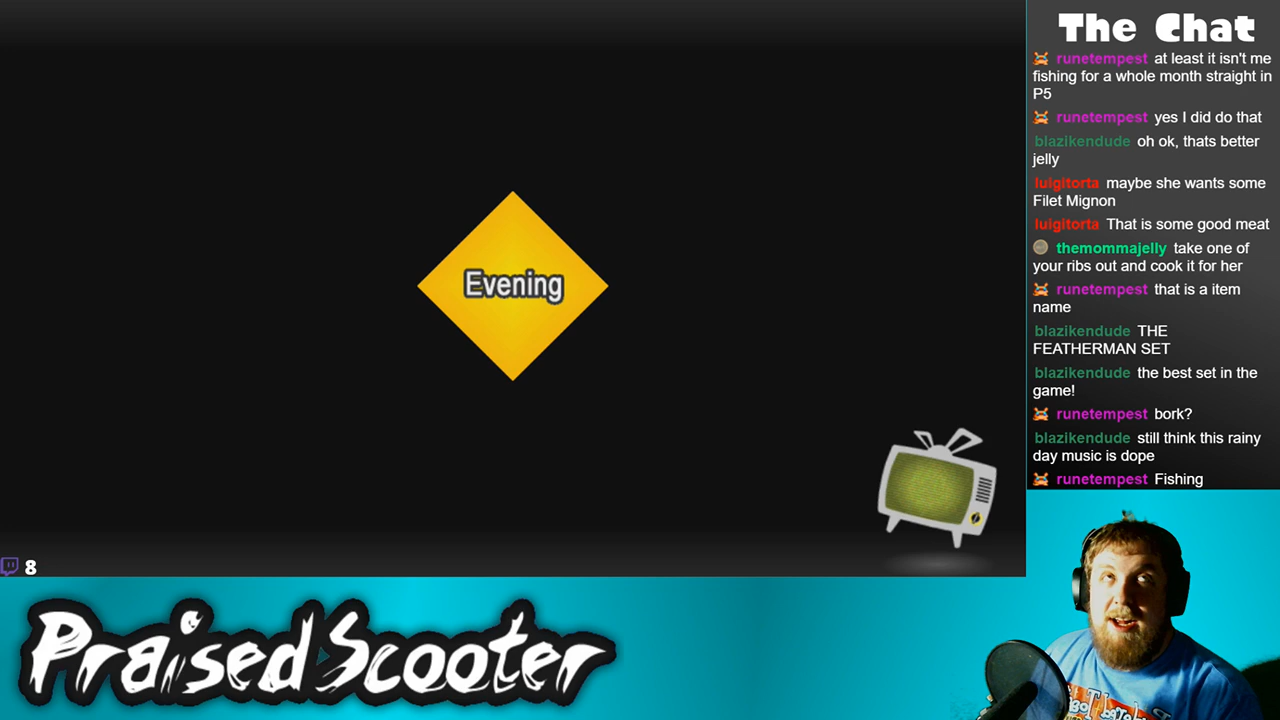 The Chat
runetempest at least it isn't me
fishing for a whole month straight in
P5
runetempest yes I did do that
blazikendude oh ok, thats better
jelly
luigitorta maybe she wants some
Filet Mignon
luigitorta That is some good meat
themommajelly take one of
your ribs out and cook it for her
runetempest that is a item
name
blazikendude THE
FEATHERMAN SET
blazikendude the best set in the
game!
runetempest bork?
blazikendude still think this rainy
day music is dope
runetempest Fishing
Evening
8
PraisedScooter